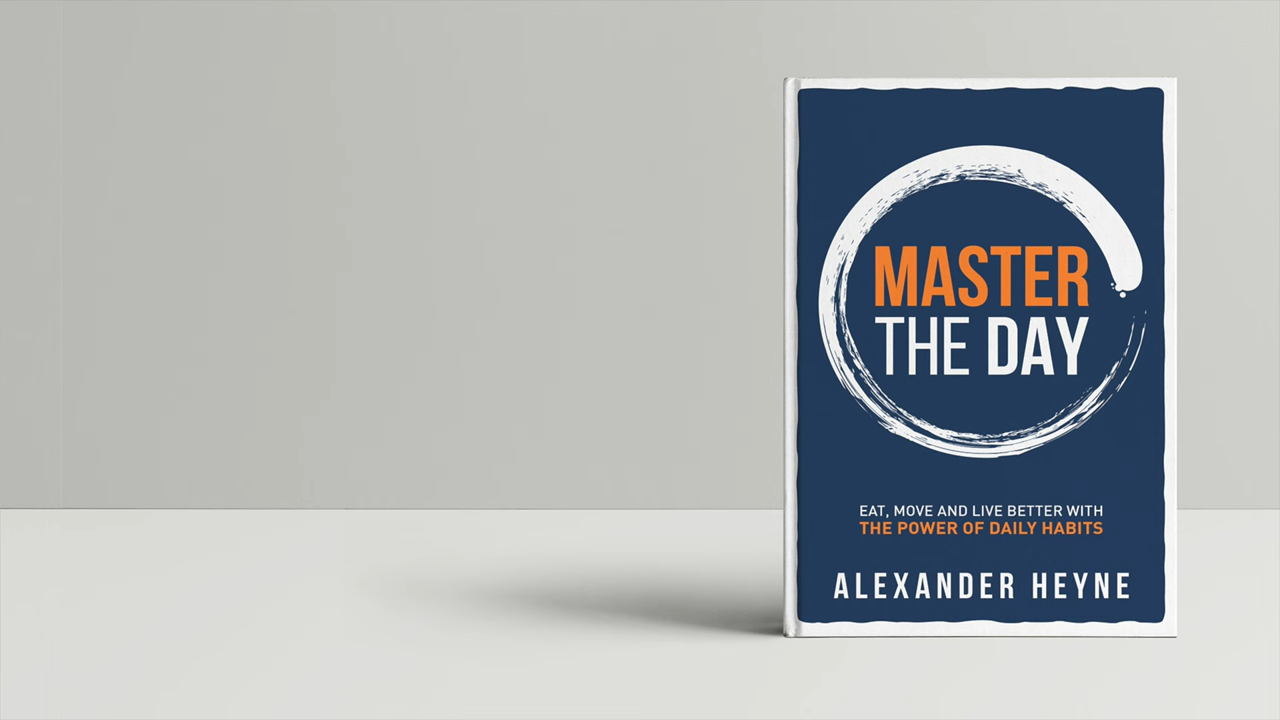 MASTER
THE DAY
EAT, MOVE AND LIVE BETTER WITH
THE POWER OF DAILY HABITS
ALEXANDER HEYNE